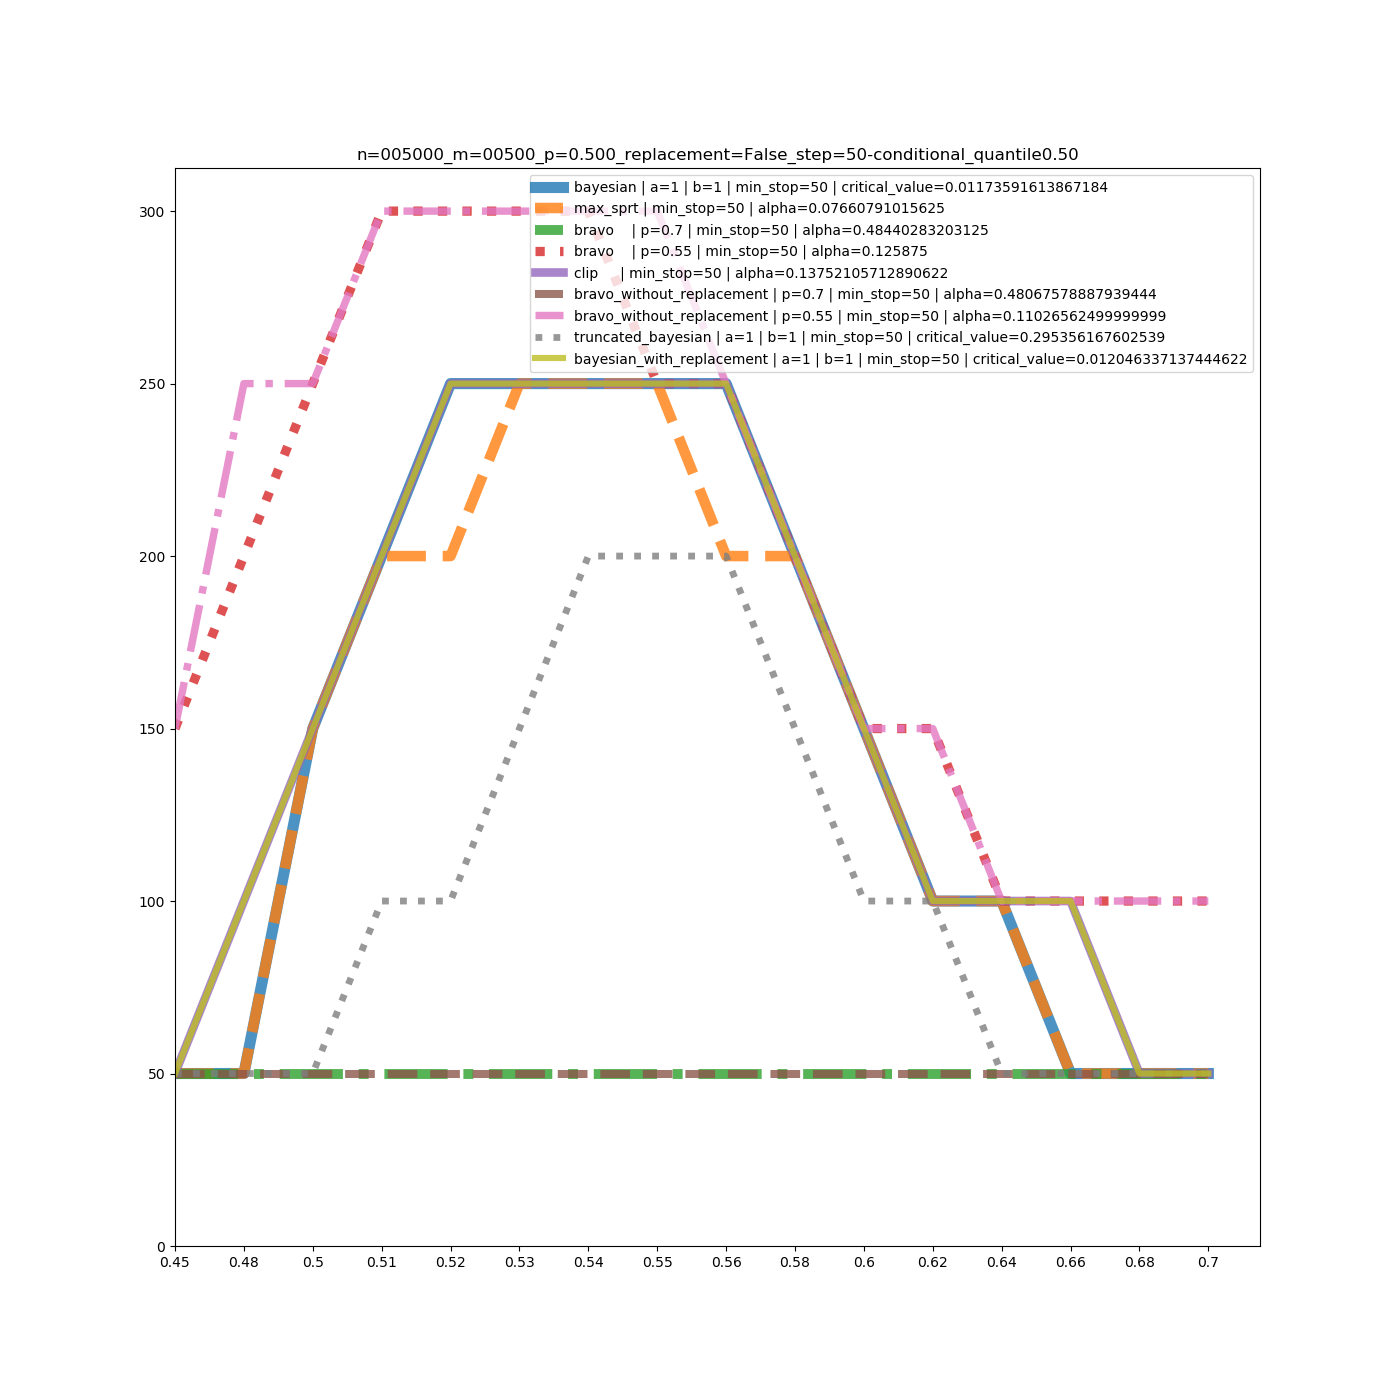 n=005000_m=00500_p=0.500_replacement=False_step=50-conditional_quantile0.50
bayesian | a=1 | b=1 | min_stop=50 | critical_value=0.01173591613867184
max_sprt | min_stop=50 | alpha=0.07660791015625
bravo    | p=0.7 | min_stop=50 | alpha=0.48440283203125
bravo    | p=0.55 | min_stop=50 | alpha=0.125875
clip     | min_stop=50 | alpha=0.13752105712890622
bravo_without_replacement | p=0.7 | min_stop=50 | alpha=0.48067578887939444
bravo_without_replacement | p=0.55 | min_stop=50 | alpha=0.11026562499999999
truncated_bayesian | a=1 | b=1 | min_stop=50 | critical_value=0.295356167602539
bayesian_with_replacement | a=1 | b=1 | min_stop=50 | critical_value=0.012046337137444622
300
250
200
150
100
50
0
0.45 0.48 0.5 0.51 0.52 0.53 0.54 0.55 0.56 0.58 0.6 0.62 0.64 0.66 0.68 0.7